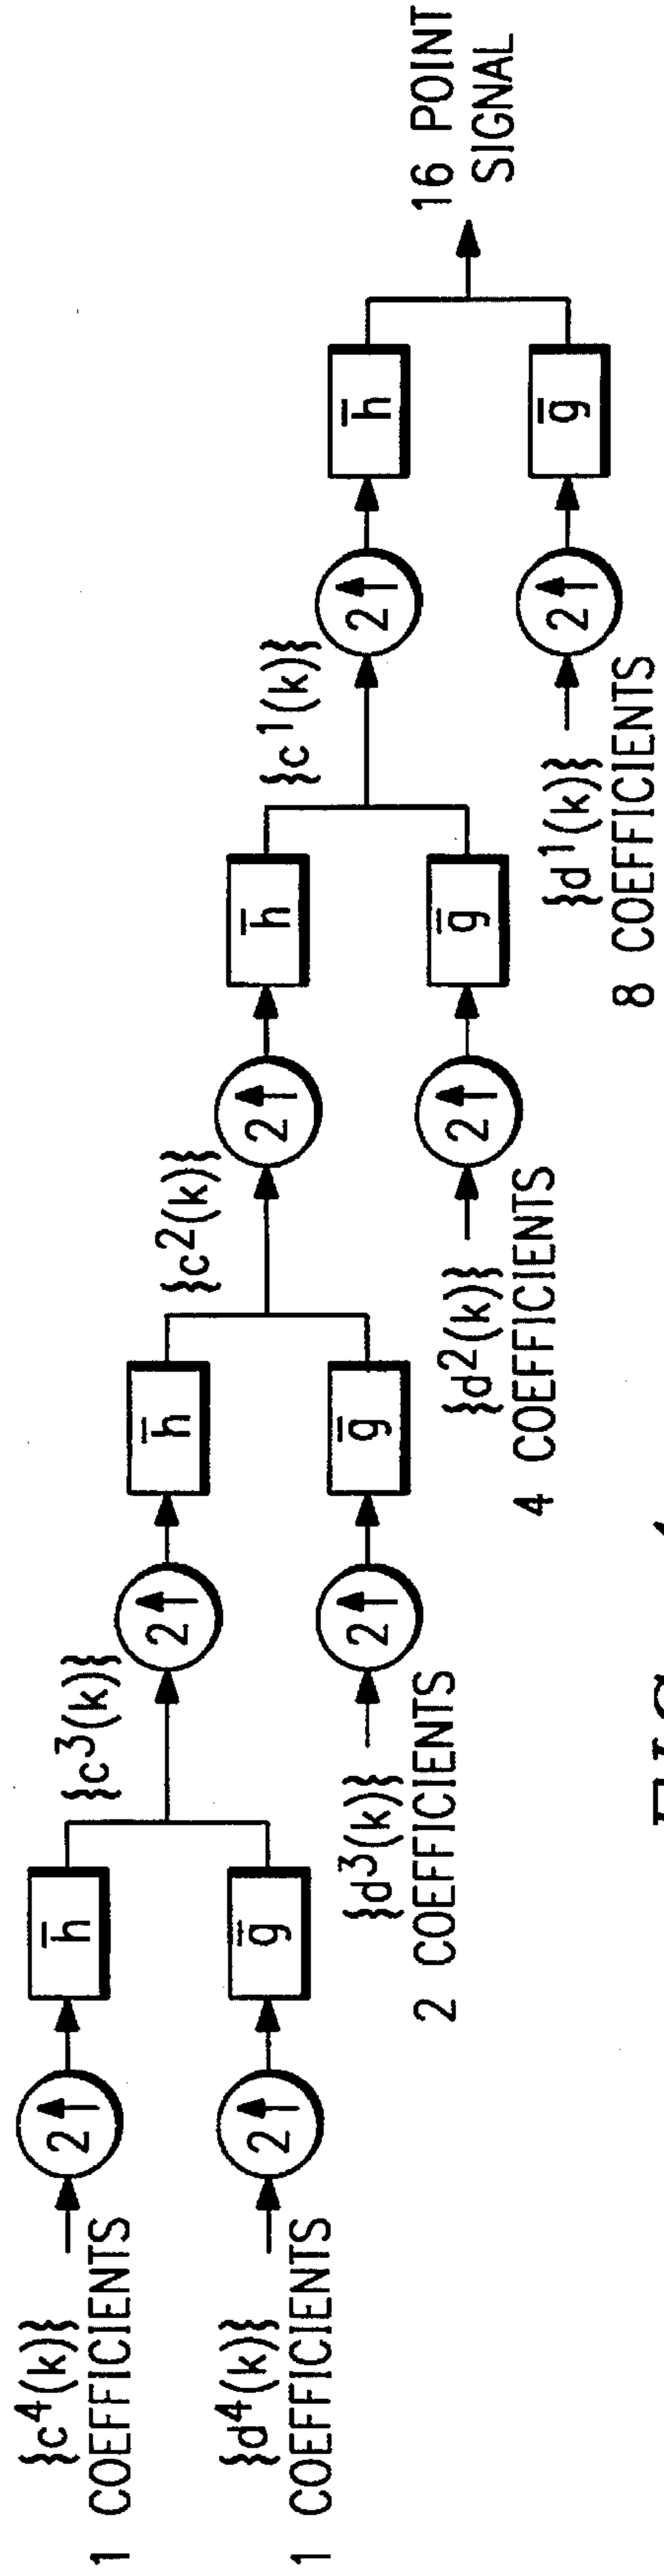 {c⁴(k)}
1 COEFFICIENTS
{d⁴(k)}
1 COEFFICIENTS
2↑
h̅
2↑
g̅
{c³(k)}
{d³(k)}
2 COEFFICIENTS
2↑
h̅
2↑
g̅
{c²(k)}
{d²(k)}
4 COEFFICIENTS
2↑
h̅
2↑
g̅
{c¹(k)}
{d¹(k)}
8 COEFFICIENTS
2↑
h̅
2↑
g̅
16 POINT
SIGNAL